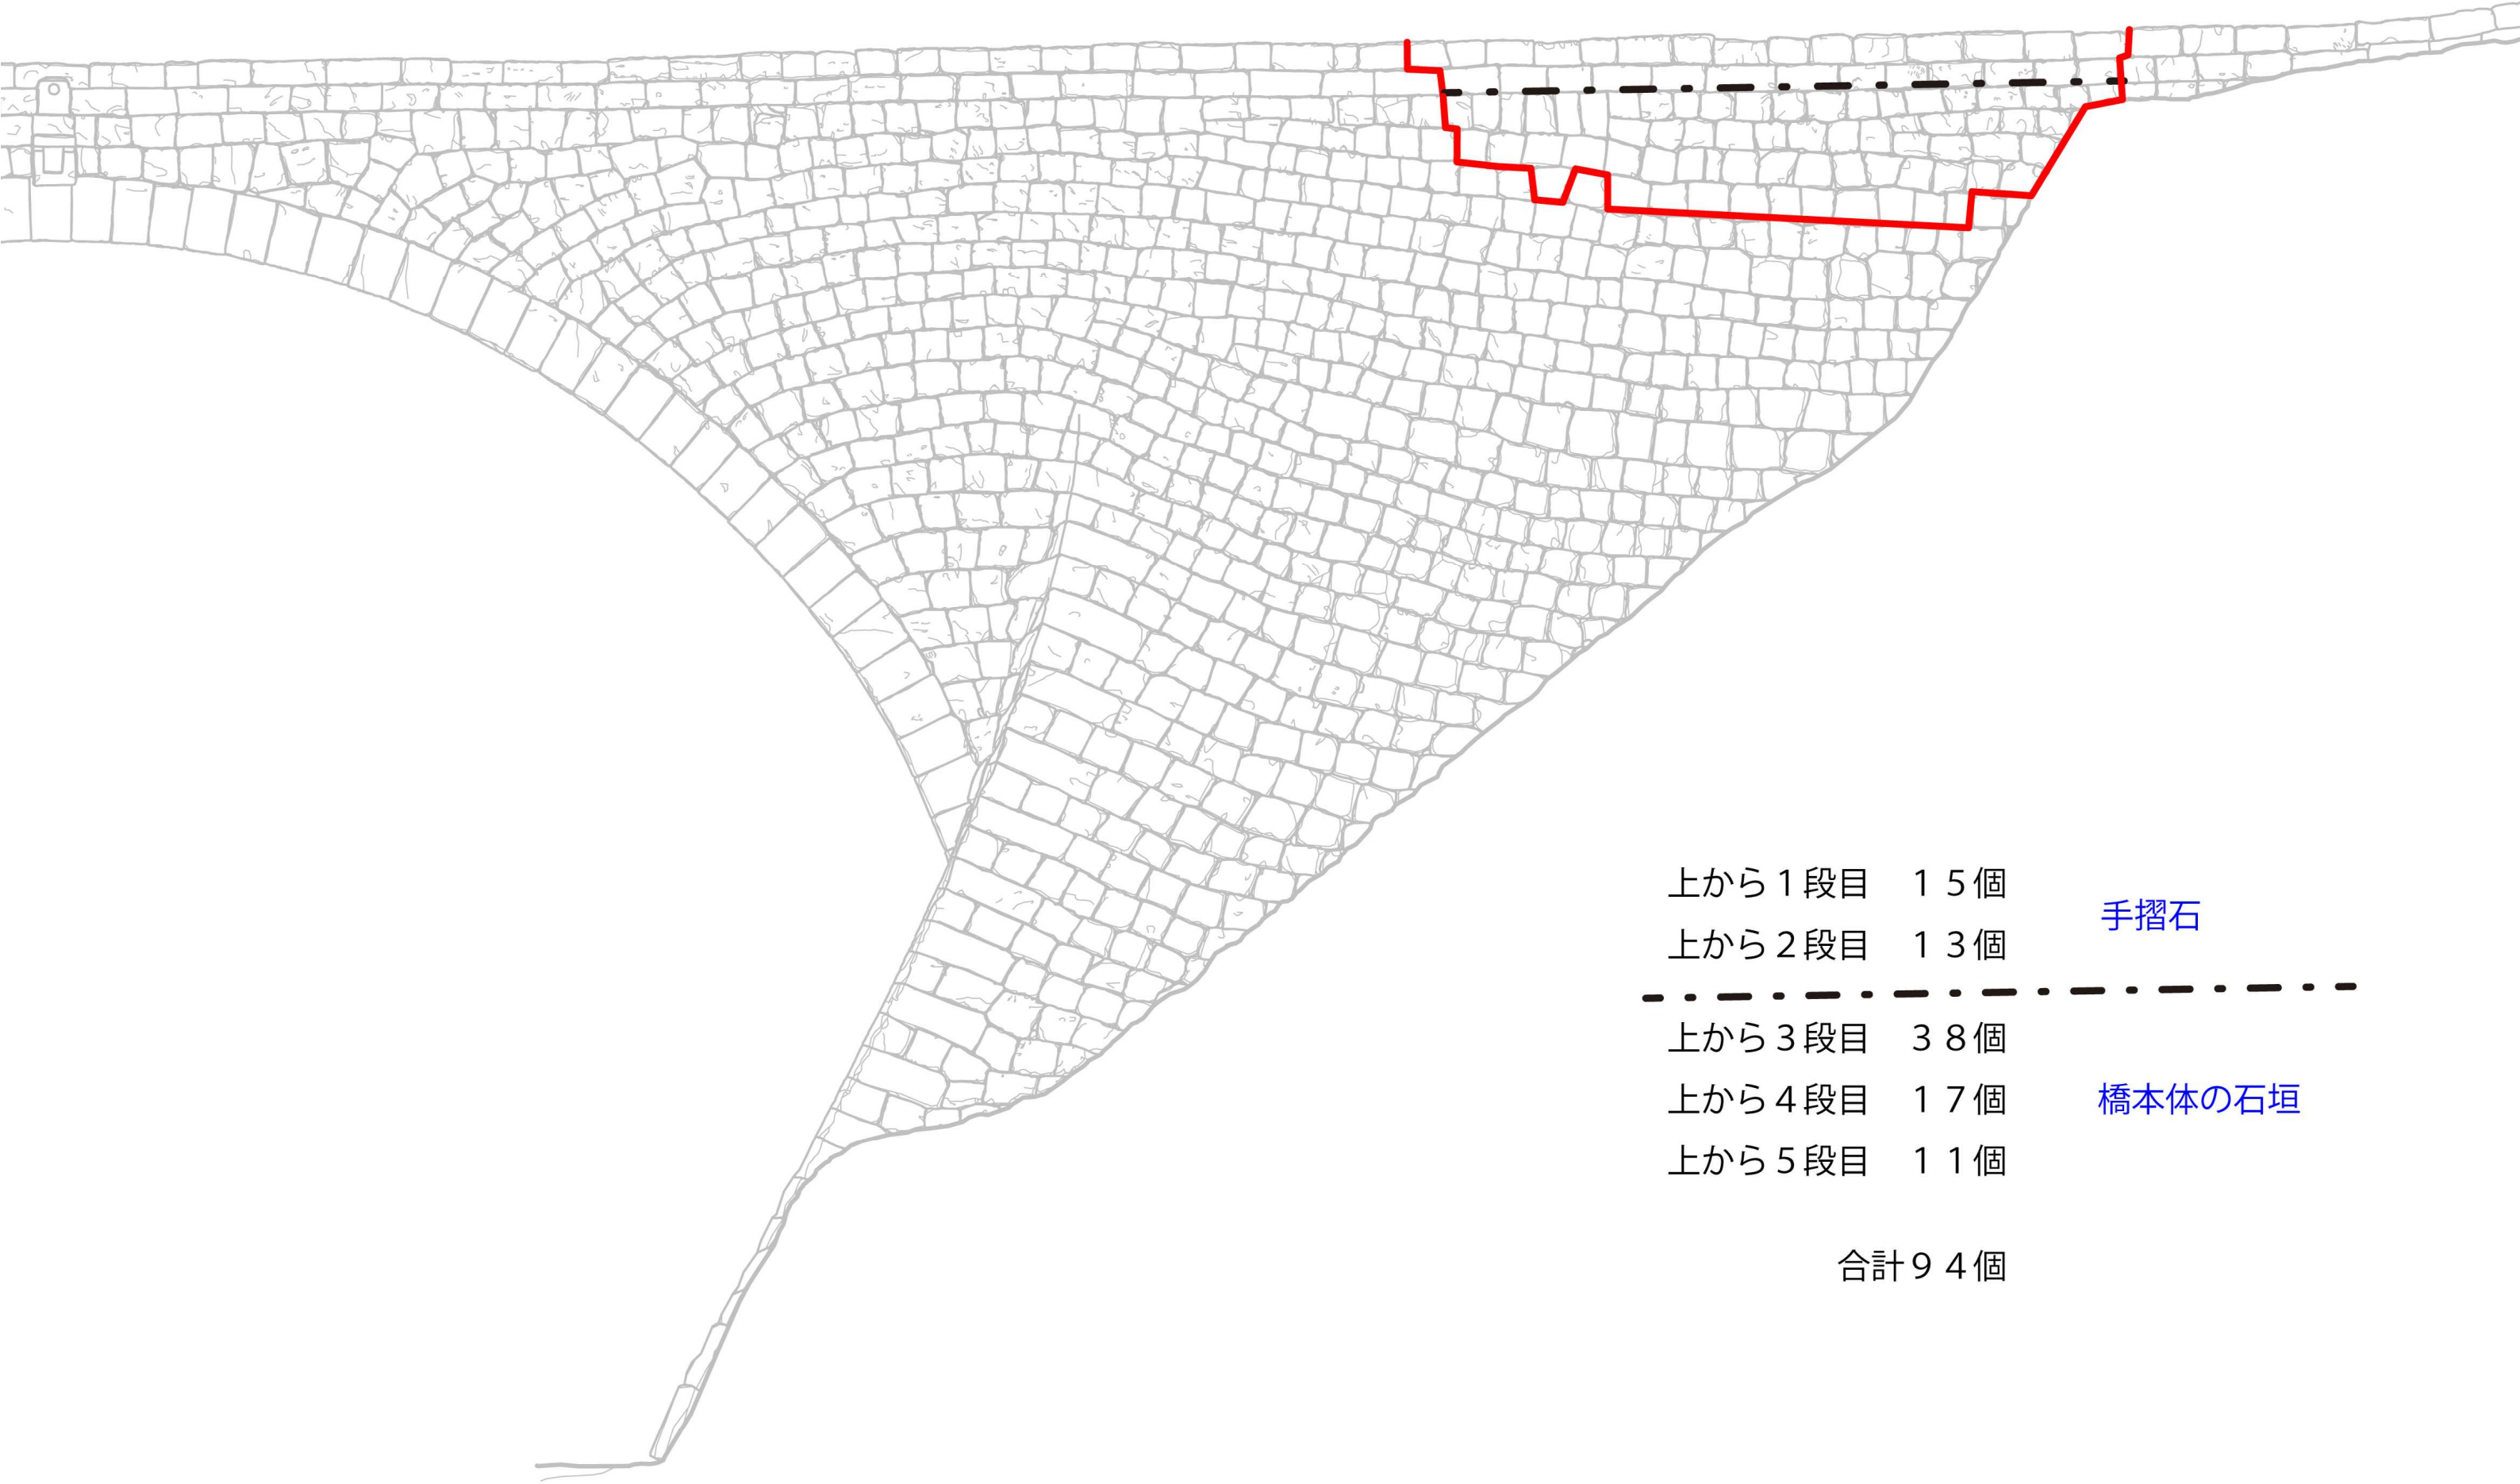 上から１段目　１５個
手摺石
上から２段目　１３個
上から３段目　３８個
上から４段目　１７個
橋本体の石垣
上から５段目　１１個
合計９４個